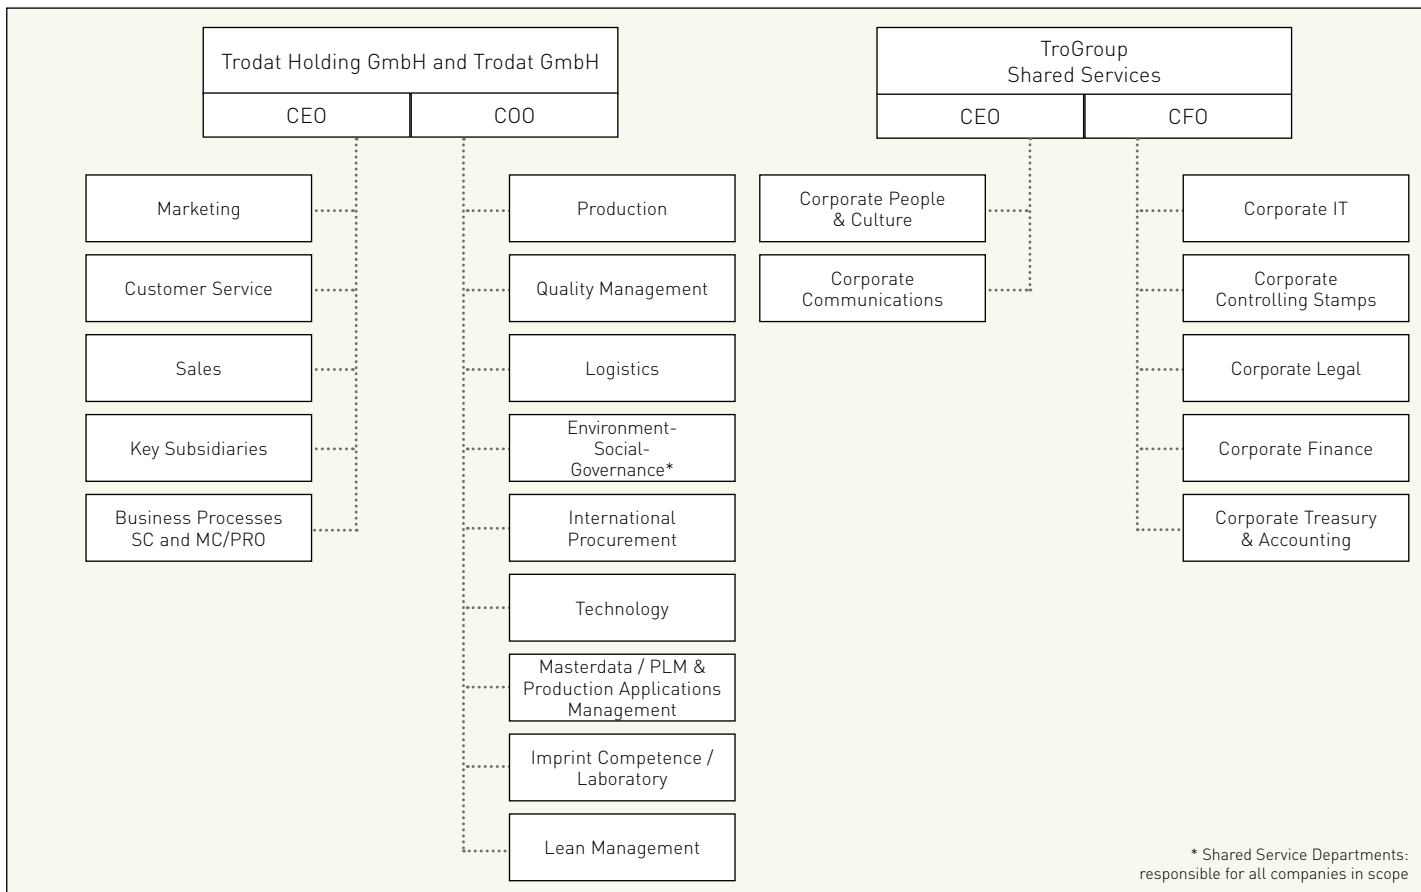 Trodat Holding GmbH and Trodat GmbH
CEO
COO
Marketing
Customer Service
Sales
Key Subsidiaries
Business Processes
SC and MC/PRO
Production
Quality Management
Logistics
Environment-
Social-
Governance*
International
Procurement
Technology
Masterdata / PLM &
Production Applications
Management
Imprint Competence /
Laboratory
Lean Management
TroGroup
Shared Services
CEO
CFO
Corporate People
& Culture
Corporate
Communications
Corporate IT
Corporate
Controlling Stamps
Corporate Legal
Corporate Finance
Corporate Treasury
& Accounting
* Shared Service Departments:
responsible for all companies in scope